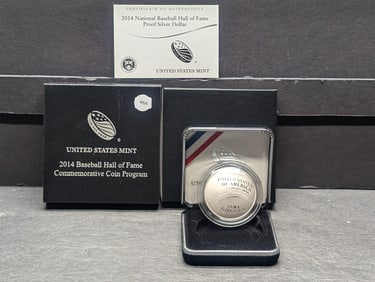 CERTIFICATE OF AUTHENTICITY
2014 National Baseball Hall of Fame
Proof Silver Dollar
UNITED STATES MINT
UNITED STATES MINT
2014 Baseball Hall of Fame
Commemorative Coin Program
UNITED STATES
OF AMERICA
ONE
DOLLAR